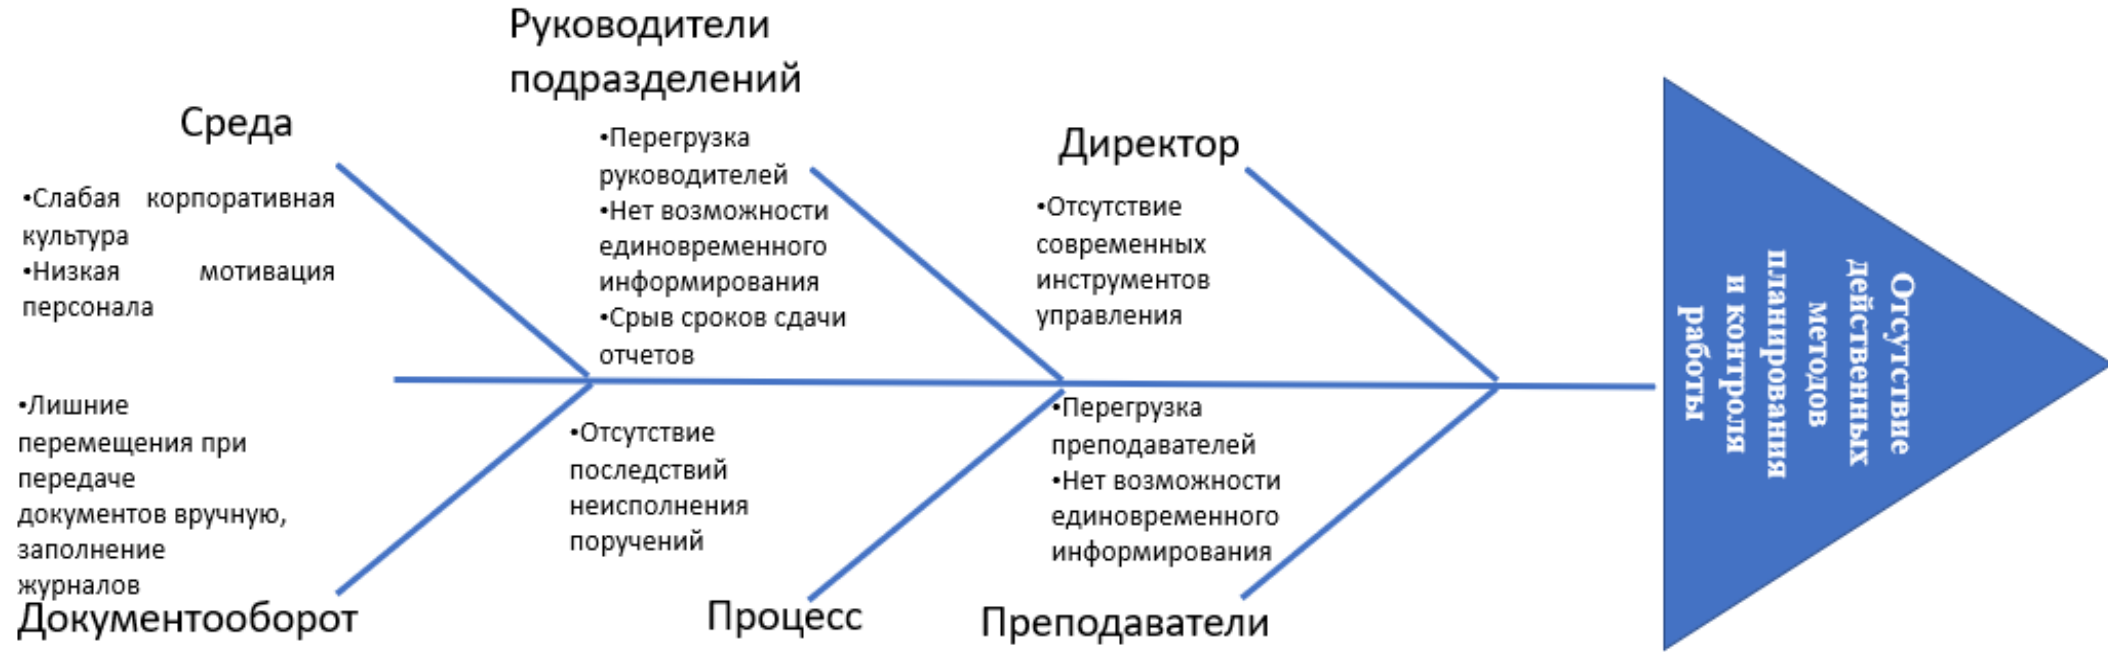 Руководители
подразделений
Среда
•Перегрузка
руководителей
•Нет возможности
единовременного
информирования
•Срыв сроков сдачи
отчетов
Директор
•Слабая корпоративная
культура
•Низкая мотивация
персонала
•Отсутствие
современных
инструментов
управления
Отсутствие
действенных
методов
планирования
и контроля
работы
•Лишние
перемещения при
передаче
документов вручную,
заполнение
журналов
Документооборот
•Отсутствие
последствий
неисполнения
поручений
Процесс
•Перегрузка
преподавателей
•Нет возможности
единовременного
информирования
Преподаватели